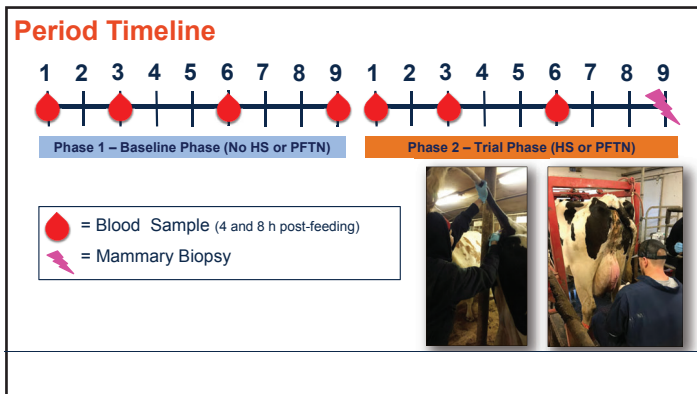 Period Timeline
1 2 3 4 5 6 7 8 9 1 2 3 4 5 6 7 8 9
Phase 1 – Baseline Phase (No HS or PFTN) Phase 2 – Trial Phase (HS or PFTN)
= Blood Sample (4 and 8 h post-feeding)
= Mammary Biopsy